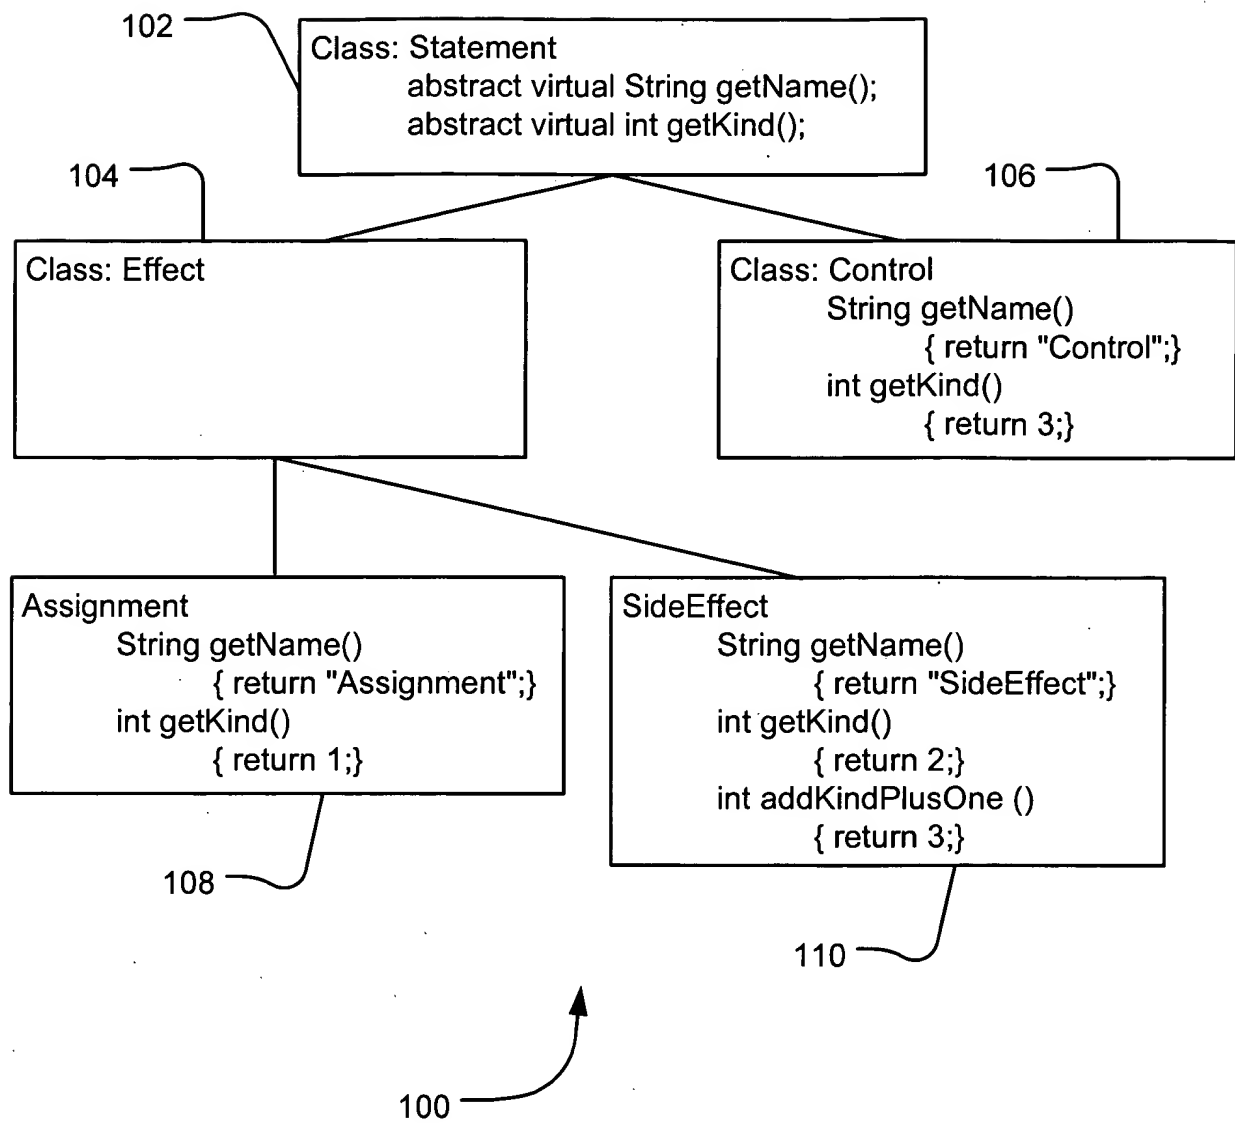 102
Class: Statement
abstract virtual String getName();
abstract virtual int getKind();
104
106
Class: Effect
Class: Control
String getName()
{ return "Control";}
int getKind()
{ return 3;}
Assignment
String getName()
{ return "Assignment";}
int getKind()
{ return 1;}
SideEffect
String getName()
{ return "SideEffect";}
int getKind()
{ return 2;}
int addKindPlusOne ()
{ return 3;}
108
110
100